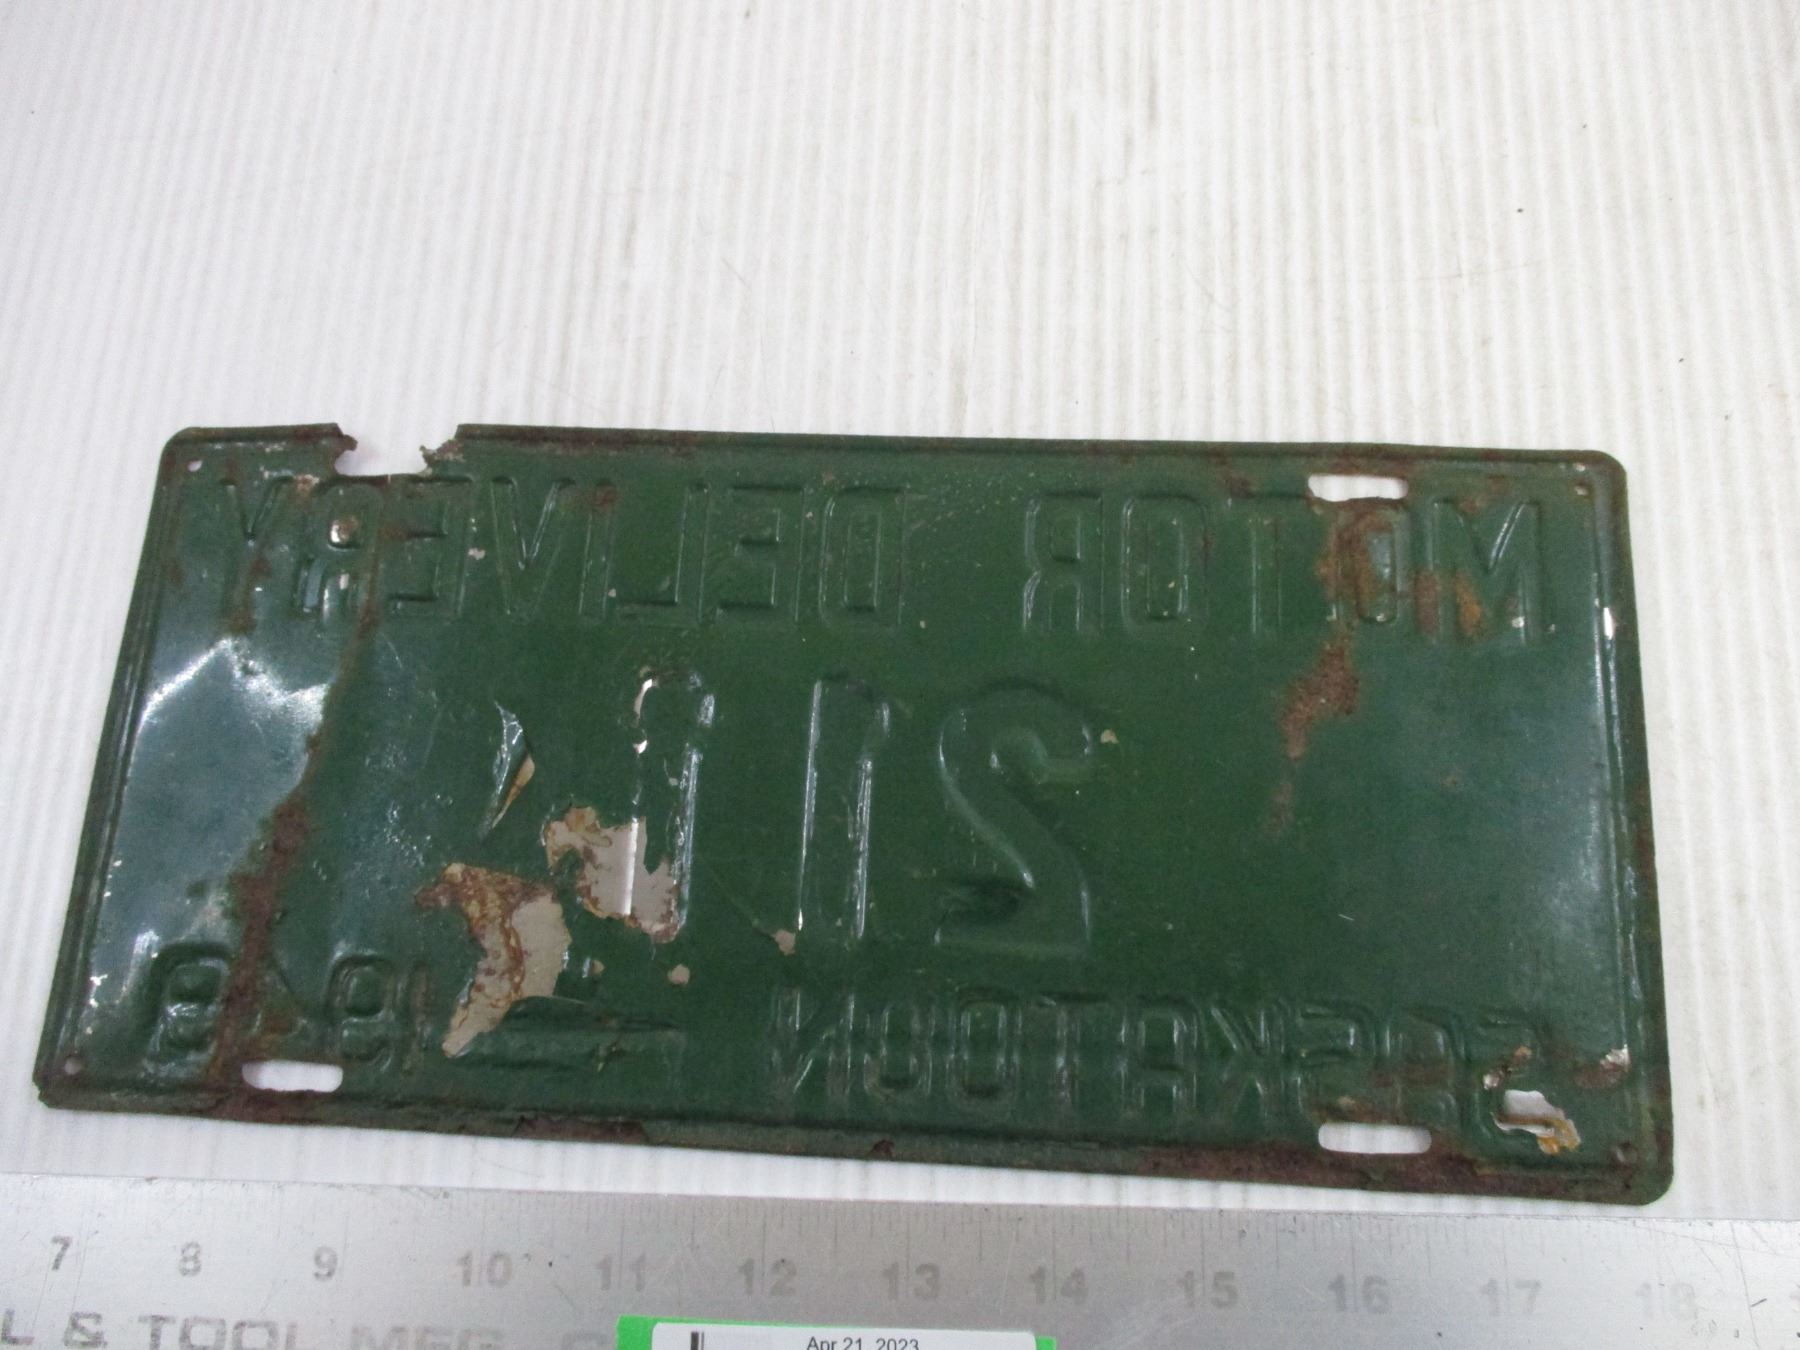 MOTOR DELIVERY
211
SASKATOON —
7 8 9 10 11 12 13 14 15 16 17 18
L & TOOL MFG.
Apr 21, 2023